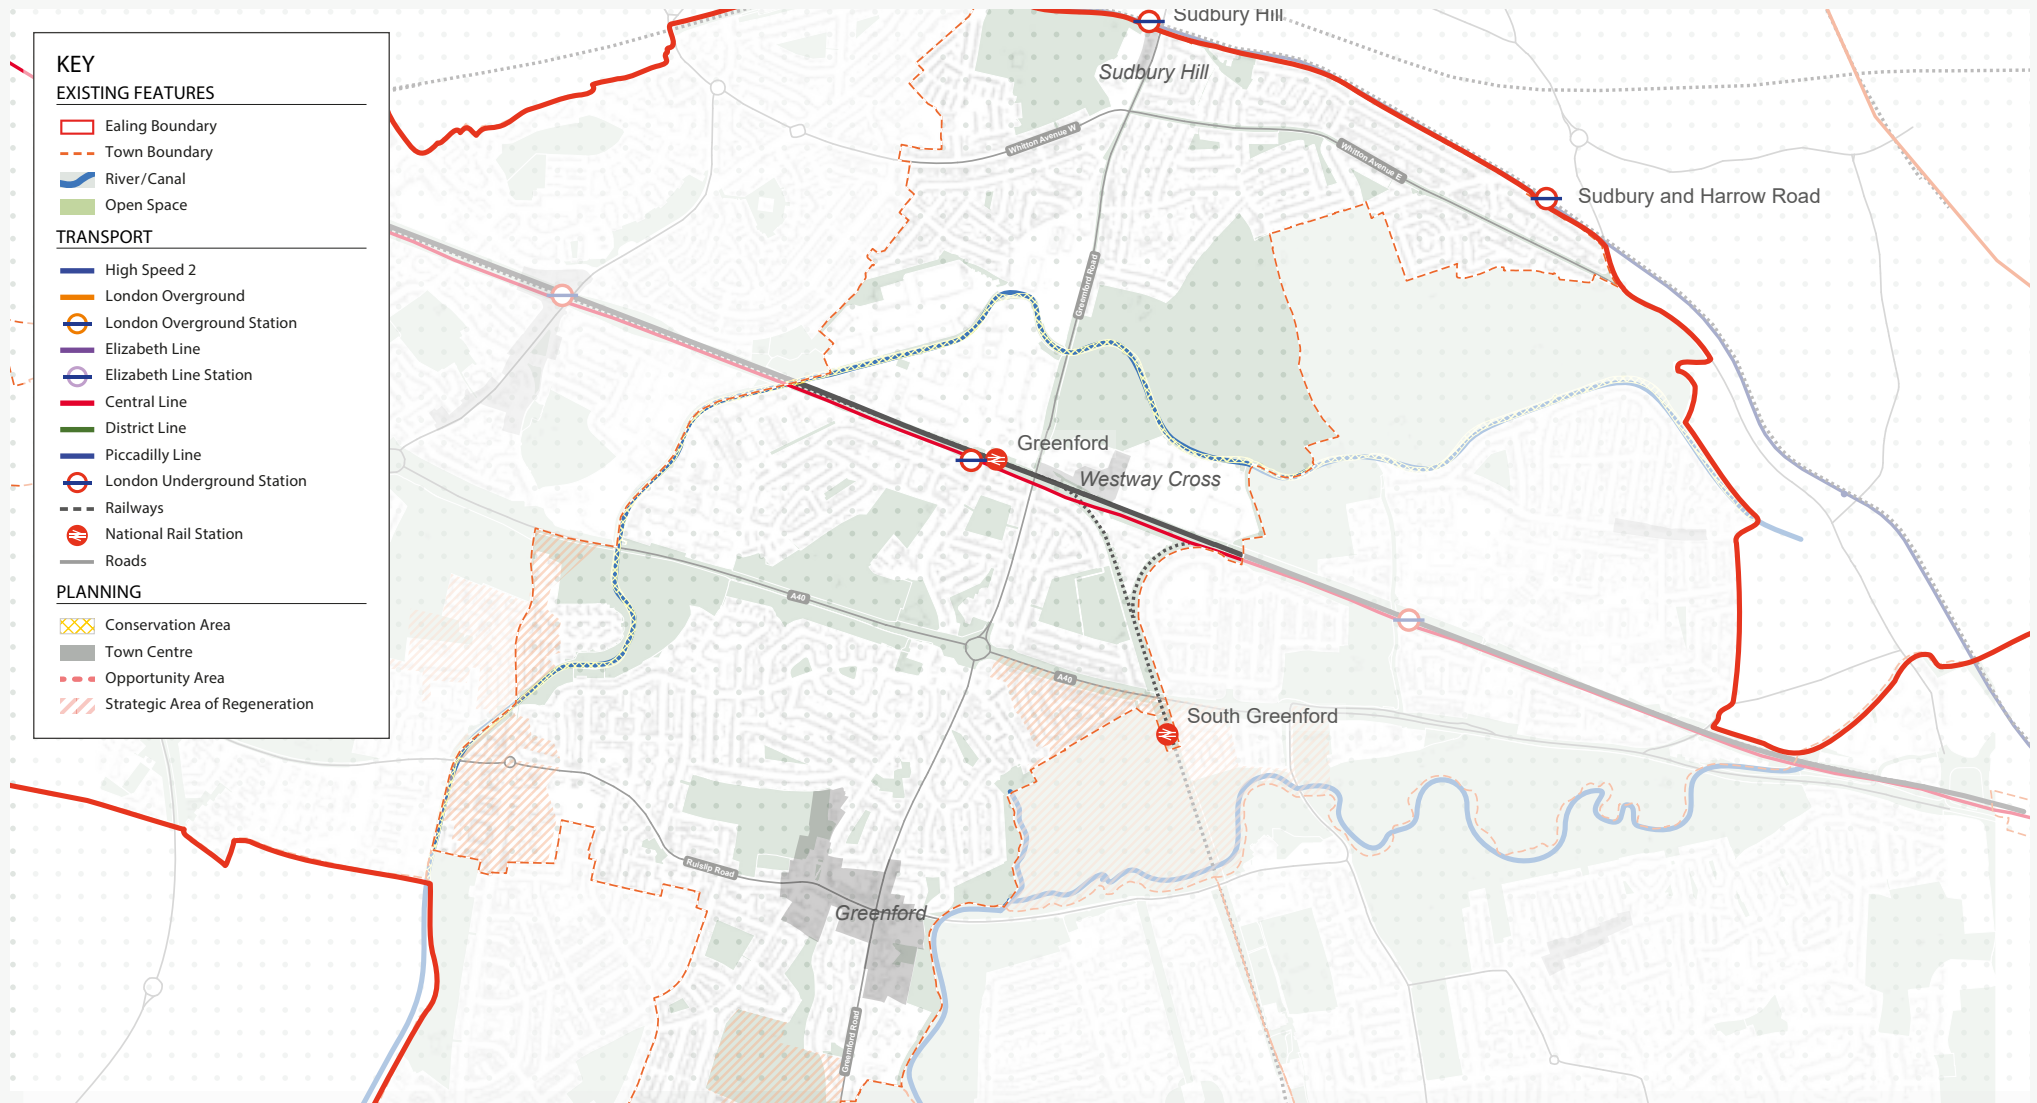 KEY
EXISTING FEATURES
Ealing Boundary
Town Boundary
River/Canal
Open Space
TRANSPORT
High Speed 2
London Overground
London Overground Station
Elizabeth Line
Elizabeth Line Station
Central Line
District Line
Piccadilly Line
London Underground Station
Railways
National Rail Station
Roads
PLANNING
Conservation Area
Town Centre
Opportunity Area
Strategic Area of Regeneration
Sudbury Hill
Sudbury Hill
Whitton Avenue W
Whitton Avenue E
Sudbury and Harrow Road
Greenford Road
Greenford
Westway Cross
A40
A40
South Greenford
Ruislip Road
Greenford
Greenford Road